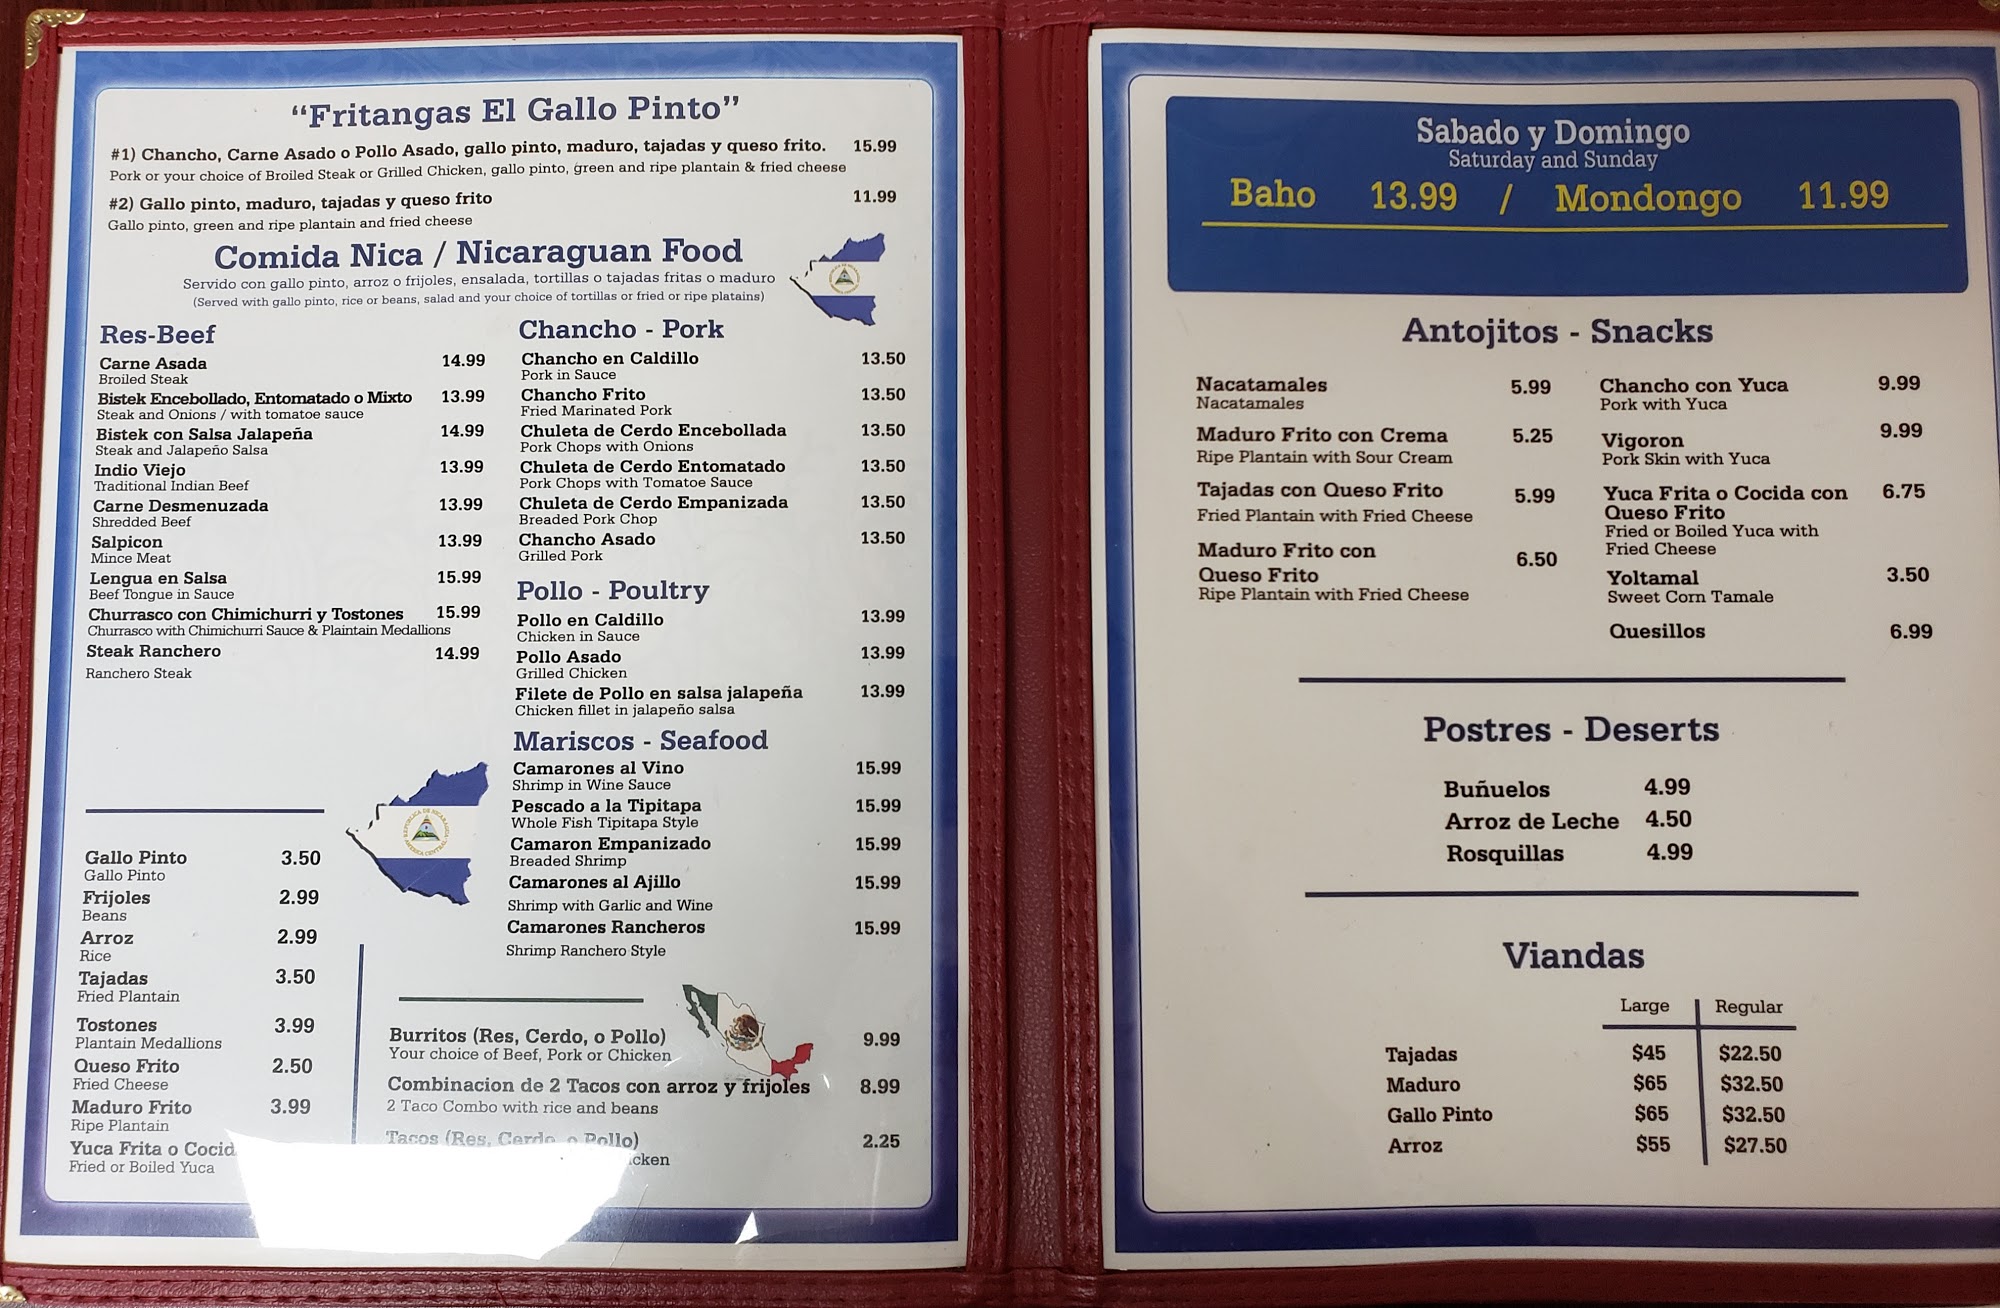 "Fritangas El Gallo Pinto"
#1) Chancho, Carne Asado o Pollo Asado, gallo pinto, maduro, tajadas y queso frito. 15.99
Pork or your choice of Broiled Steak or Grilled Chicken, gallo pinto, green and ripe plantain & fried cheese
#2) Gallo pinto, maduro, tajadas y queso frito 11.99
Gallo pinto, green and ripe plantain and fried cheese
Comida Nica / Nicaraguan Food
Servido con gallo pinto, arroz o frijoles, ensalada, tortillas o tajadas fritas o maduro
(Served with gallo pinto, rice or beans, salad and your choice of tortillas or fried or ripe platains)
Res-Beef
Carne Asada 14.99
Broiled Steak
Bistek Encebollado, Entomatado o Mixto 13.99
Steak and Onions / with tomatoe sauce
Bistek con Salsa Jalapeña 14.99
Steak and Jalapeño Salsa
Indio Viejo 13.99
Traditional Indian Beef
Carne Desmenuzada 13.99
Shredded Beef
Salpicon 13.99
Mince Meat
Lengua en Salsa 15.99
Beef Tongue in Sauce
Churrasco con Chimichurri y Tostones 15.99
Churrasco with Chimichurri Sauce & Plaintain Medallions
Steak Ranchero 14.99
Ranchero Steak
Gallo Pinto 3.50
Gallo Pinto
Frijoles 2.99
Beans
Arroz 2.99
Rice
Tajadas 3.50
Fried Plantain
Tostones 3.99
Plantain Medallions
Queso Frito 2.50
Fried Cheese
Maduro Frito 3.99
Ripe Plantain
Yuca Frita o Cocid
Fried or Boiled Yuca
Chancho - Pork
Chancho en Caldillo 13.50
Pork in Sauce
Chancho Frito 13.50
Fried Marinated Pork
Chuleta de Cerdo Encebollada 13.50
Pork Chops with Onions
Chuleta de Cerdo Entomatado 13.50
Pork Chops with Tomatoe Sauce
Chuleta de Cerdo Empanizada 13.50
Breaded Pork Chop
Chancho Asado 13.50
Grilled Pork
Pollo - Poultry
Pollo en Caldillo 13.99
Chicken in Sauce
Pollo Asado 13.99
Grilled Chicken
Filete de Pollo en salsa jalapeña 13.99
Chicken fillet in jalapeño salsa
Mariscos - Seafood
Camarones al Vino 15.99
Shrimp in Wine Sauce
Pescado a la Tipitapa 15.99
Whole Fish Tipitapa Style
Camaron Empanizado 15.99
Breaded Shrimp
Camarones al Ajillo 15.99
Shrimp with Garlic and Wine
Camarones Rancheros 15.99
Shrimp Ranchero Style
Burritos (Res, Cerdo, o Pollo) 9.99
Your choice of Beef, Pork or Chicken
Combinacion de 2 Tacos con arroz y frijoles 8.99
2 Taco Combo with rice and beans
Tacos (Res, Cerdo, o Pollo) 2.25
cken
Sabado y Domingo
Saturday and Sunday
Baho 13.99 / Mondongo 11.99
Antojitos - Snacks
Nacatamales 5.99
Nacatamales
Maduro Frito con Crema 5.25
Ripe Plantain with Sour Cream
Tajadas con Queso Frito 5.99
Fried Plantain with Fried Cheese
Maduro Frito con 6.50
Queso Frito
Ripe Plantain with Fried Cheese
Chancho con Yuca 9.99
Pork with Yuca
Vigoron 9.99
Pork Skin with Yuca
Yuca Frita o Cocida con 6.75
Queso Frito
Fried or Boiled Yuca with
Fried Cheese
Yoltamal 3.50
Sweet Corn Tamale
Quesillos 6.99
Postres - Deserts
Buñuelos 4.99
Arroz de Leche 4.50
Rosquillas 4.99
Viandas
Large Regular
Tajadas $45 $22.50
Maduro $65 $32.50
Gallo Pinto $65 $32.50
Arroz $55 $27.50